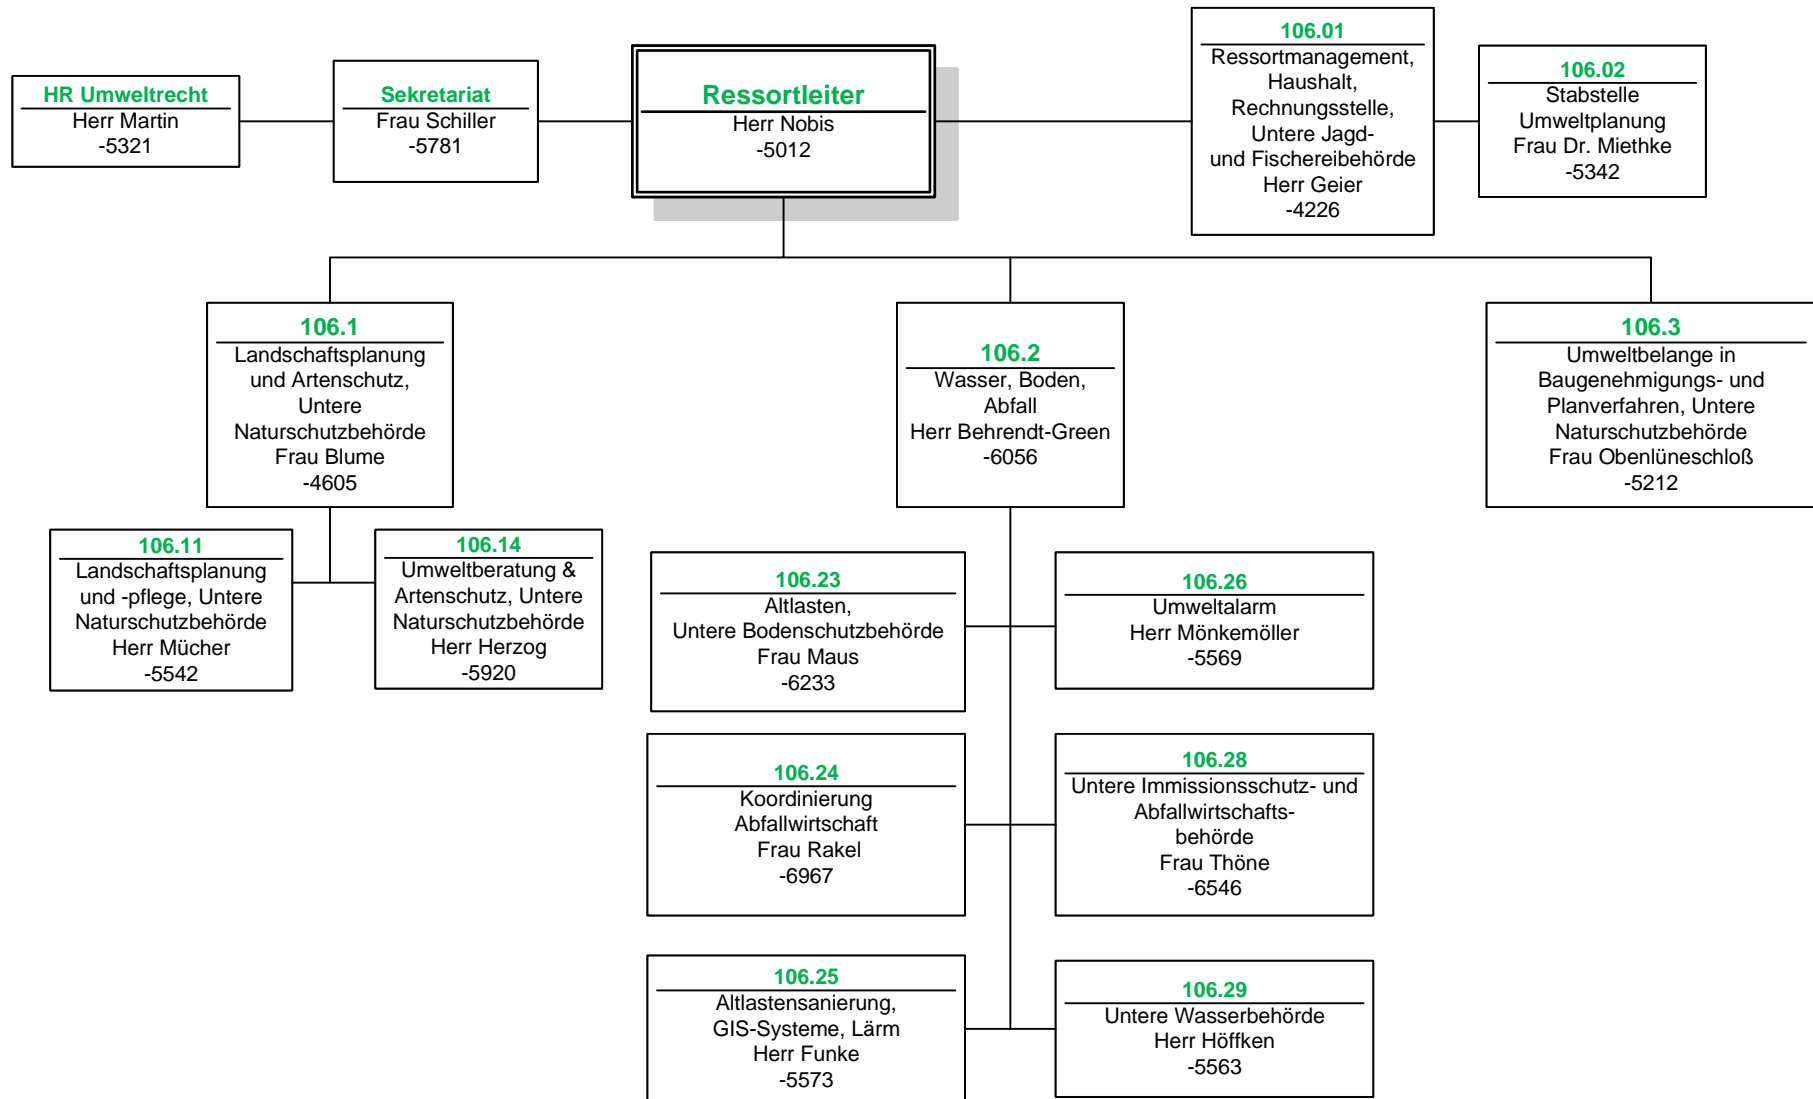 HR Umweltrecht
Herr Martin
-5321
Sekretariat
Frau Schiller
-5781
Ressortleiter
Herr Nobis
-5012
106.01
Ressortmanagement,
Haushalt,
Rechnungsstelle,
Untere Jagd-
und Fischereibehörde
Herr Geier
-4226
106.02
Stabstelle
Umweltplanung
Frau Dr. Miethke
-5342
106.1
Landschaftsplanung
und Artenschutz,
Untere
Naturschutzbehörde
Frau Blume
-4605
106.2
Wasser, Boden,
Abfall
Herr Behrendt-Green
-6056
106.3
Umweltbelange in
Baugenehmigungs- und
Planverfahren, Untere
Naturschutzbehörde
Frau Obenlüneschloß
-5212
106.11
Landschaftsplanung
und -pflege, Untere
Naturschutzbehörde
Herr Mücher
-5542
106.14
Umweltberatung &
Artenschutz, Untere
Naturschutzbehörde
Herr Herzog
-5920
106.23
Altlasten,
Untere Bodenschutzbehörde
Frau Maus
-6233
106.26
Umweltalarm
Herr Mönkemöller
-5569
106.24
Koordinierung
Abfallwirtschaft
Frau Rakel
-6967
106.28
Untere Immissionsschutz- und
Abfallwirtschafts-
behörde
Frau Thöne
-6546
106.25
Altlastensanierung,
GIS-Systeme, Lärm
Herr Funke
-5573
106.29
Untere Wasserbehörde
Herr Höffken
-5563